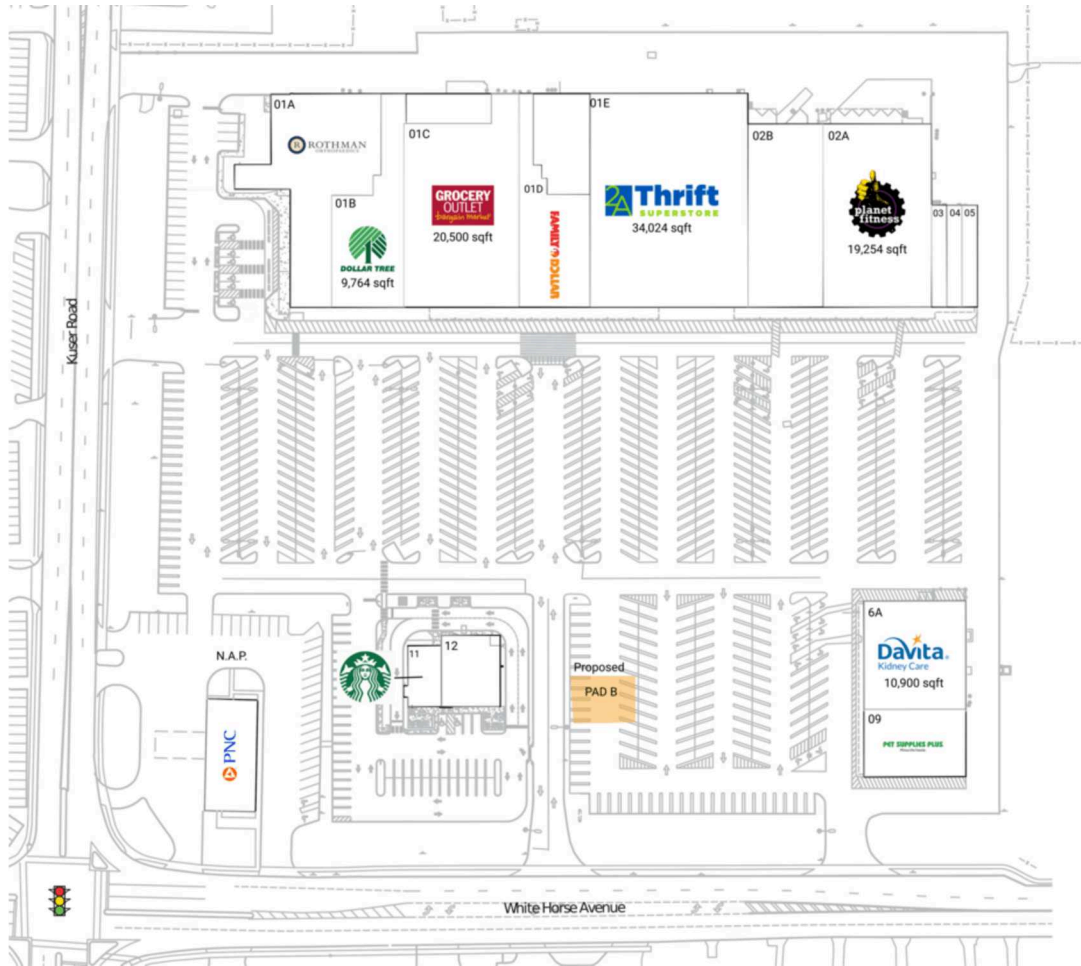 01A
R ROTHMAN
ORTHOPAEDICS
01B
DOLLAR TREE
9,764 sqft
01C
GROCERY
OUTLET
bargain market
20,500 sqft
01D
FAMILY DOLLAR
01E
2A Thrift
SUPERSTORE
34,024 sqft
02B
02A
planet
fitness
19,254 sqft
03 04 05
Kuser Road
N.A.P.
PNC
11
12
Proposed
PAD B
6A
DaVita
Kidney Care
10,900 sqft
09
PET SUPPLIES PLUS
White Horse Avenue